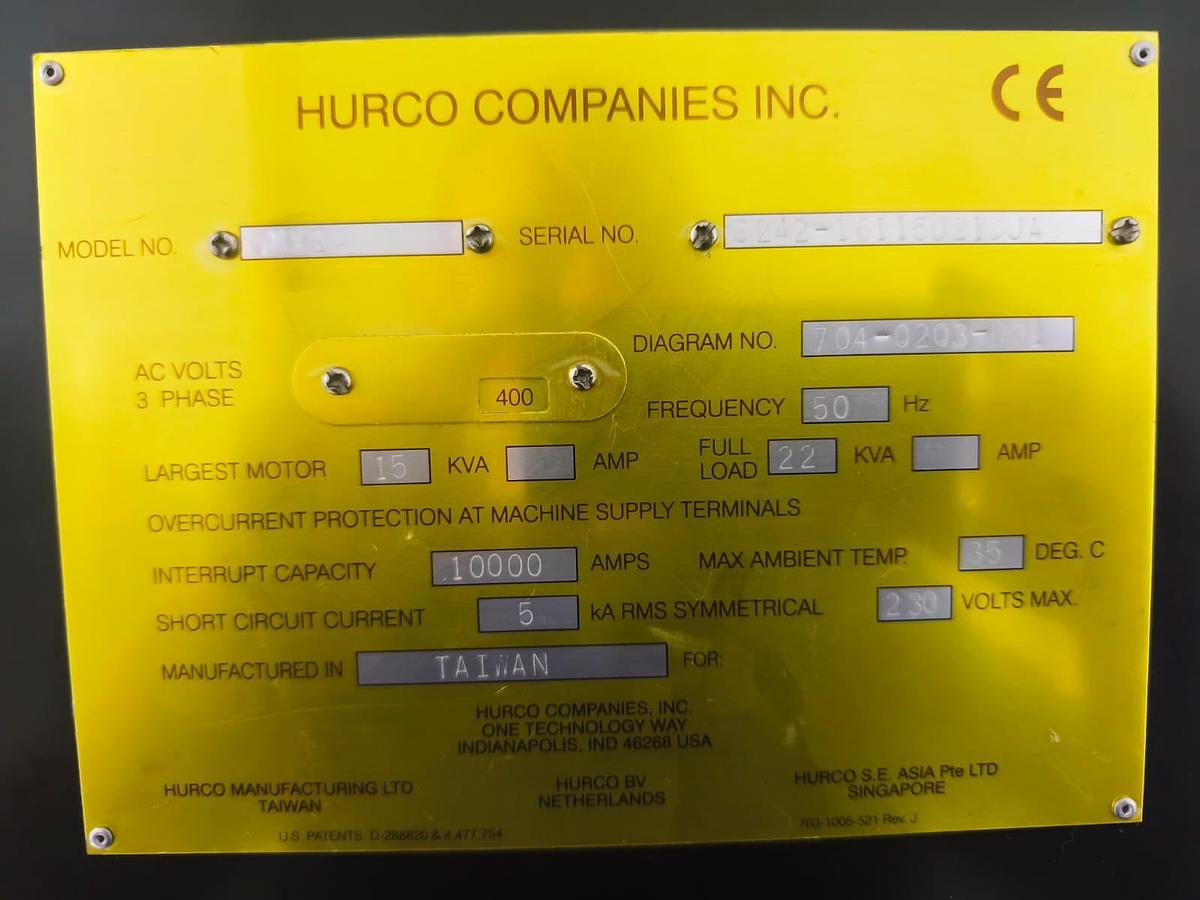 HURCO COMPANIES INC.
CE
MODEL NO.
SERIAL NO.
DIAGRAM NO.
AC VOLTS
3 PHASE
400
FREQUENCY 50 Hz
LARGEST MOTOR 15 KVA AMP
FULL
LOAD 22 KVA AMP
OVERCURRENT PROTECTION AT MACHINE SUPPLY TERMINALS
INTERRUPT CAPACITY 10000 AMPS
MAX AMBIENT TEMP. 35 DEG. C
SHORT CIRCUIT CURRENT 5 kA RMS SYMMETRICAL 230 VOLTS MAX.
MANUFACTURED IN TAIWAN FOR:
HURCO COMPANIES, INC.
ONE TECHNOLOGY WAY
INDIANAPOLIS, IND 46268 USA
HURCO MANUFACTURING LTD
TAIWAN
HURCO BV
NETHERLANDS
HURCO S.E. ASIA Pte LTD
SINGAPORE
U.S. PATENTS D-288820 & 4,477,754
703-1005-521 Rev. J